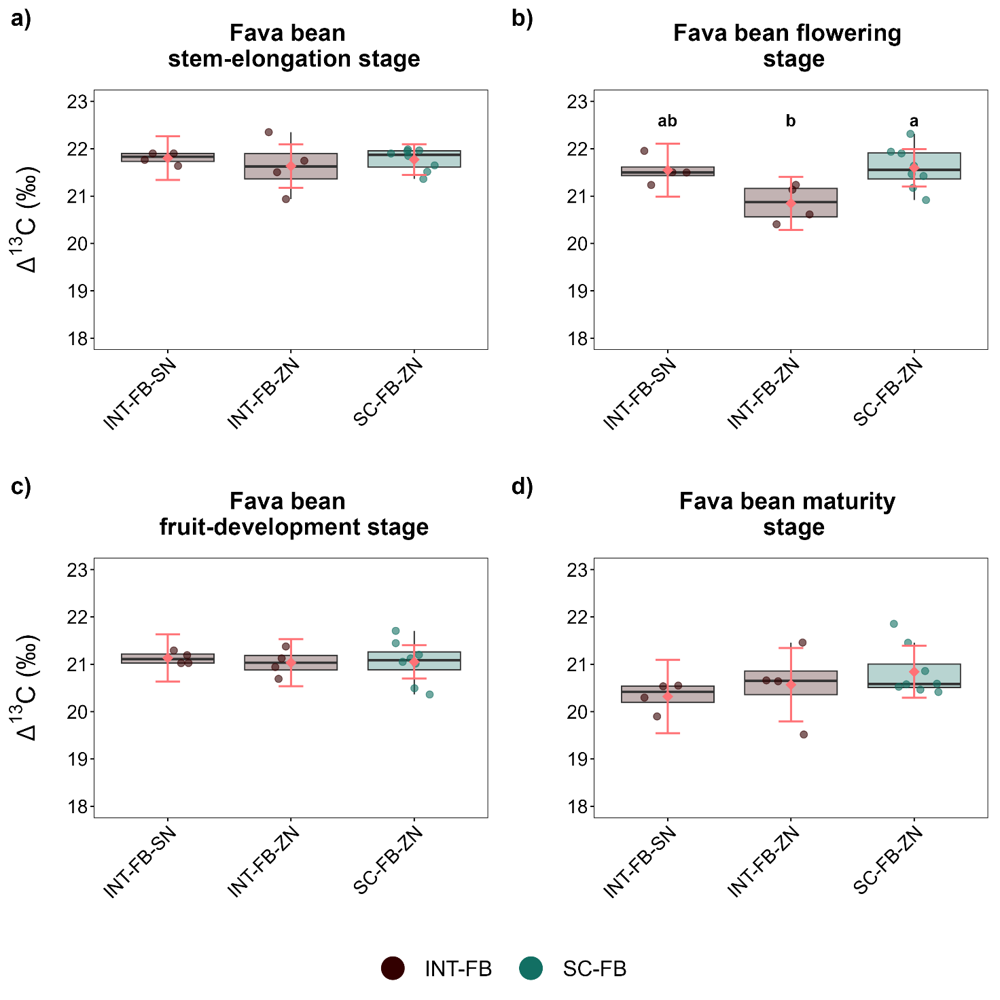 a)
Fava bean
stem-elongation stage
23
22
21
20
19
18
Δ¹³C (‰)
INT-FB-SN
INT-FB-ZN
SC-FB-ZN
b)
Fava bean flowering
stage
23
22
21
20
19
18
ab
b
a
INT-FB-SN
INT-FB-ZN
SC-FB-ZN
c)
Fava bean
fruit-development stage
23
22
21
20
19
18
Δ¹³C (‰)
INT-FB-SN
INT-FB-ZN
SC-FB-ZN
d)
Fava bean maturity
stage
23
22
21
20
19
18
INT-FB-SN
INT-FB-ZN
SC-FB-ZN
INT-FB
SC-FB